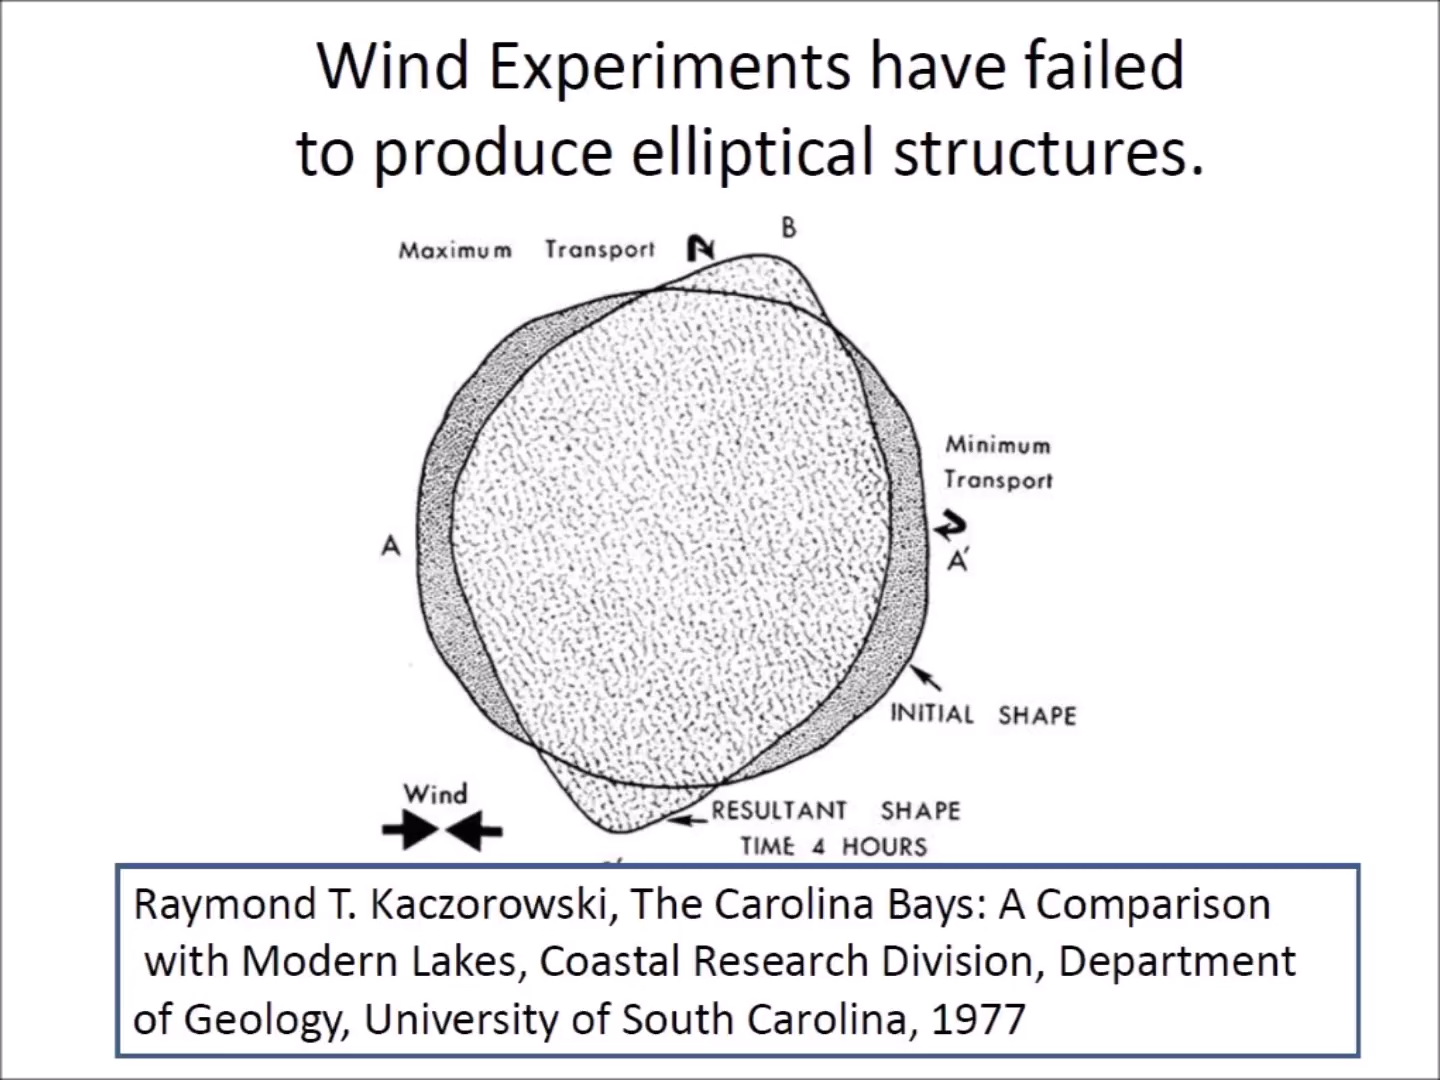 Wind Experiments have failed
to produce elliptical structures.
B
Maximum Transport
Minimum
Transport
A
A′
INITIAL SHAPE
Wind
RESULTANT SHAPE
TIME 4 HOURS
Raymond T. Kaczorowski, The Carolina Bays: A Comparison
with Modern Lakes, Coastal Research Division, Department
of Geology, University of South Carolina, 1977